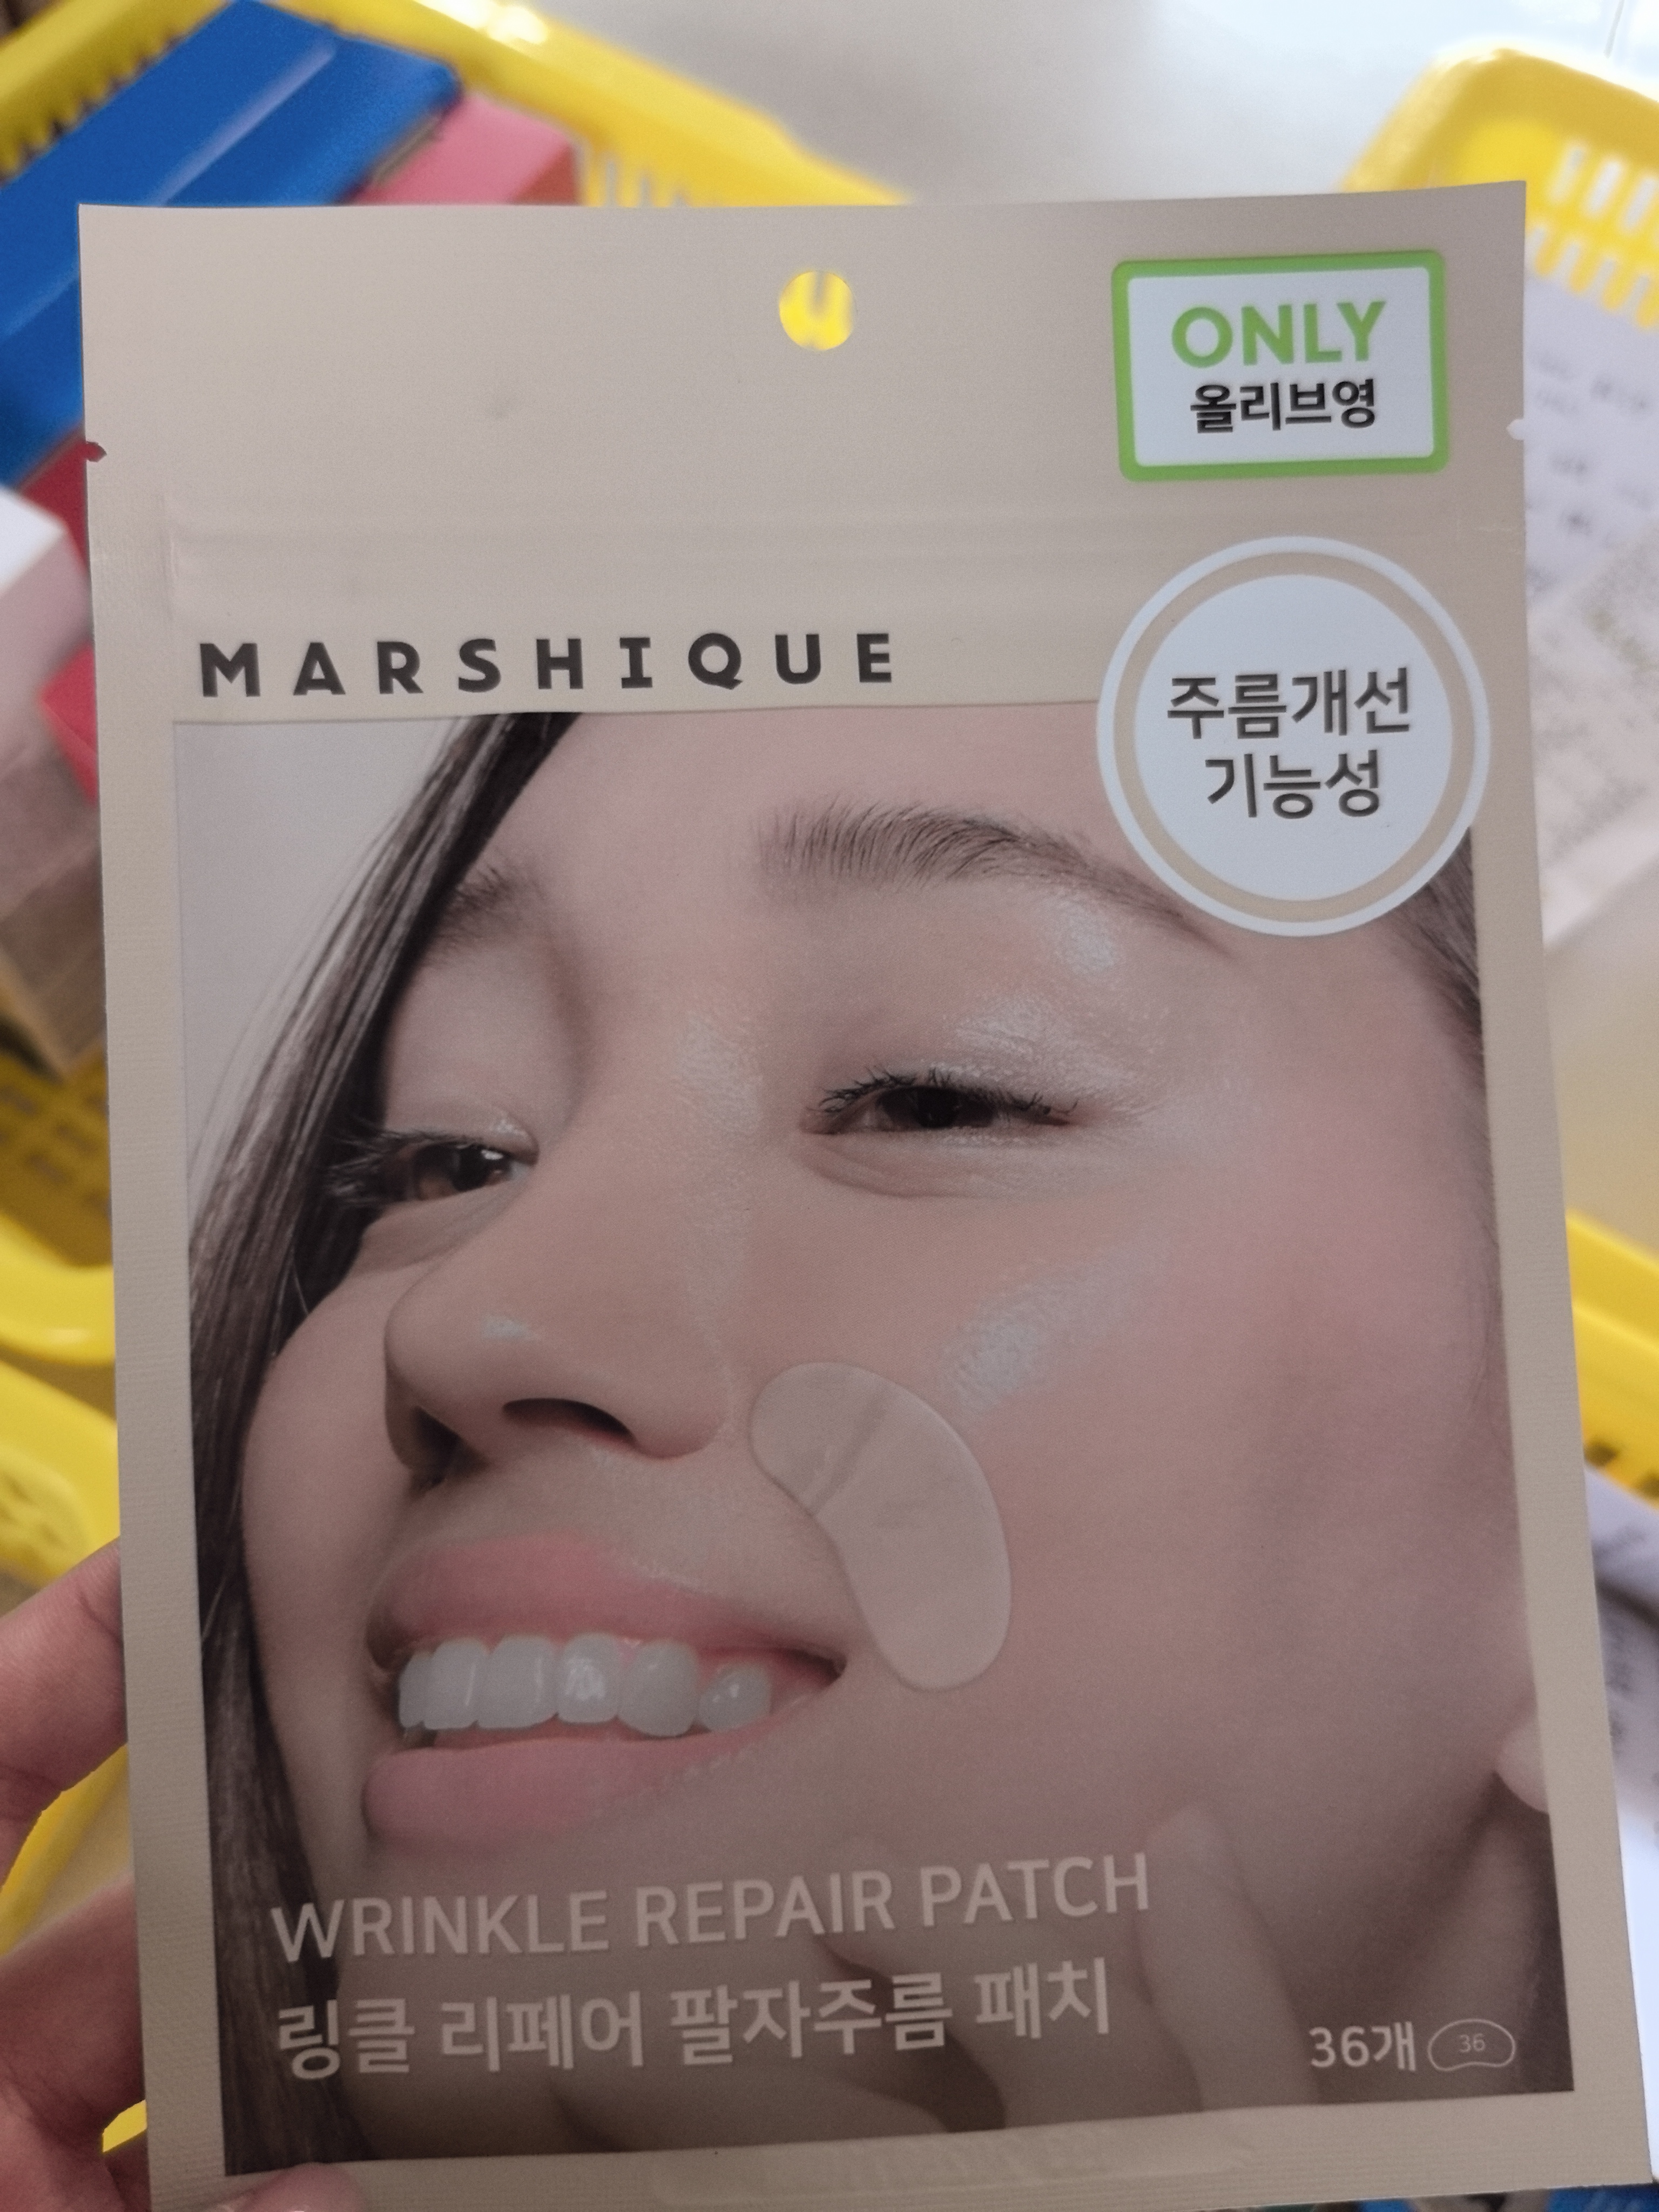 ONLY
올리브영
MARSHIQUE
주름개선
기능성
WRINKLE REPAIR PATCH
링클 리페어 팔자주름 패치
36개 36